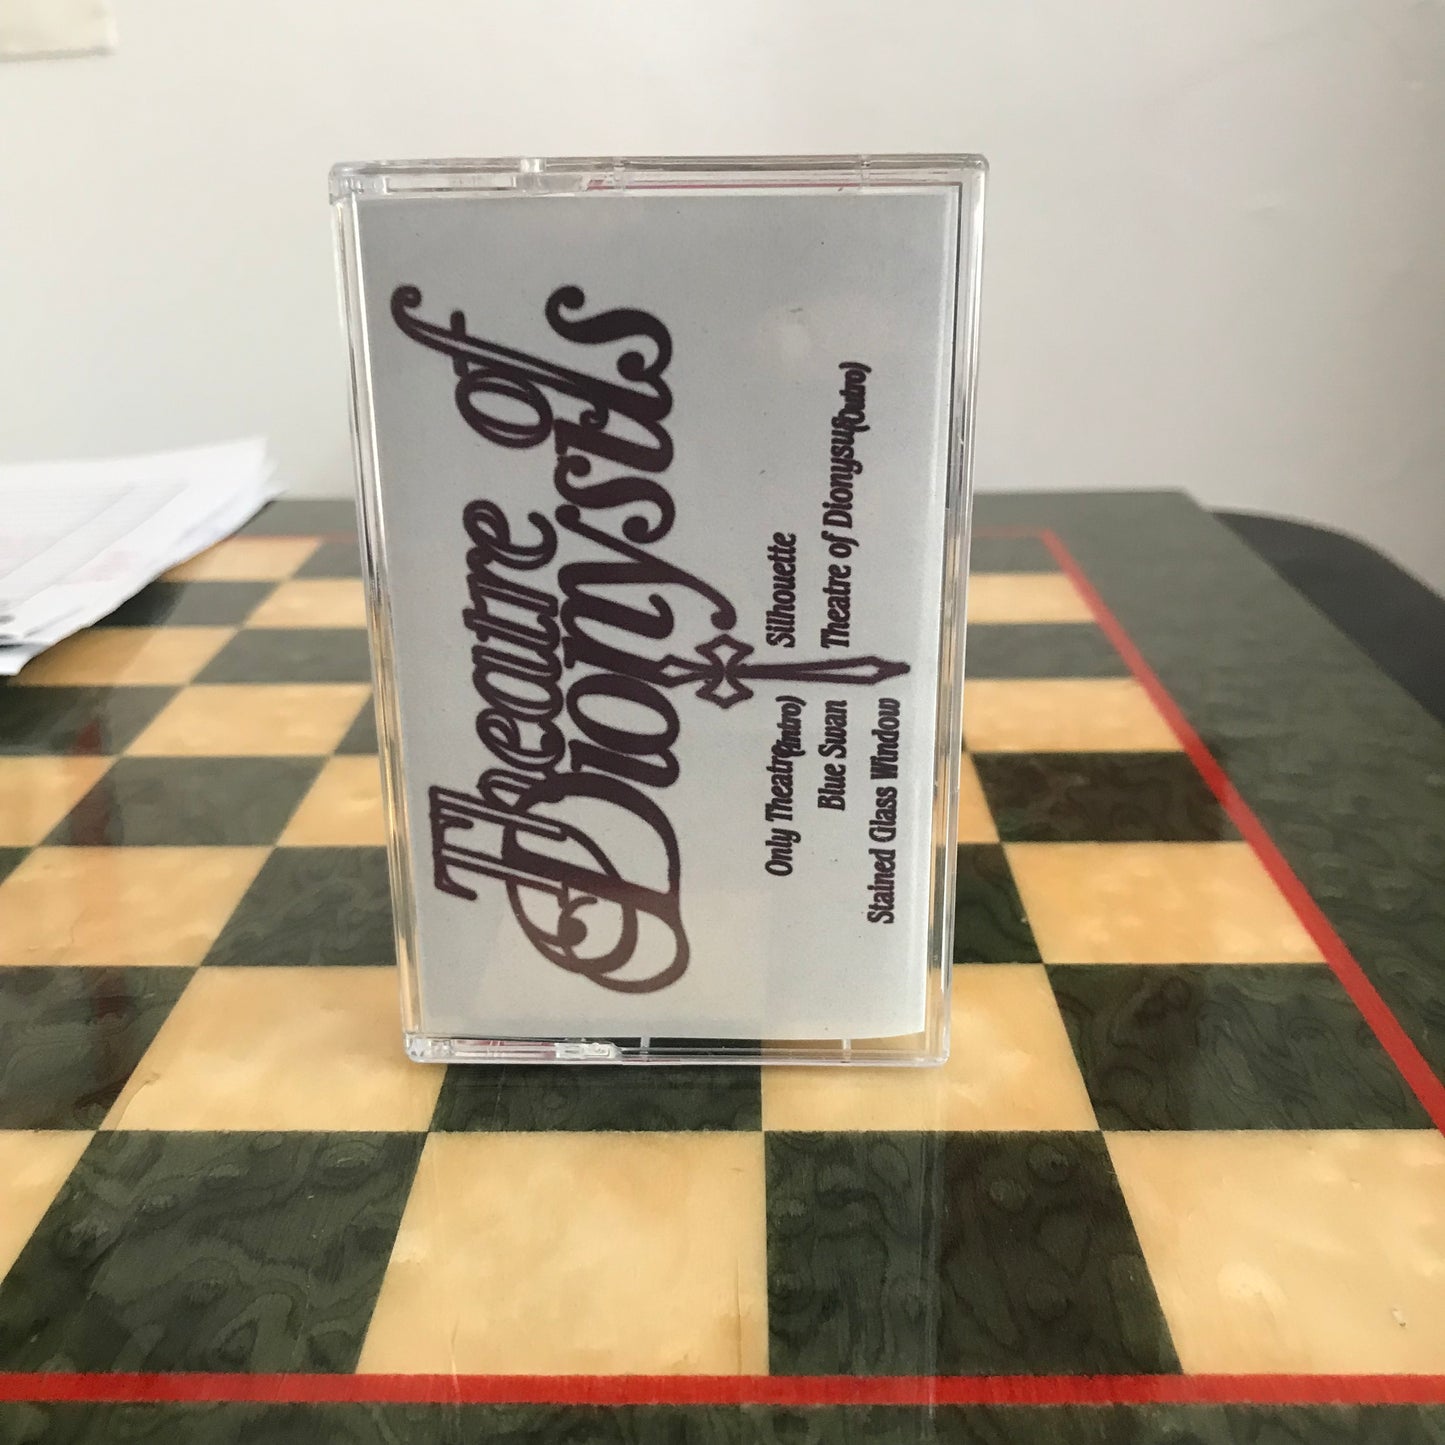 Theatre of
Dionysus
Only Theatre(Intro)
Blue Swan
Stained Glass Window
Silhouette
Theatre of Dionysus(Outro)